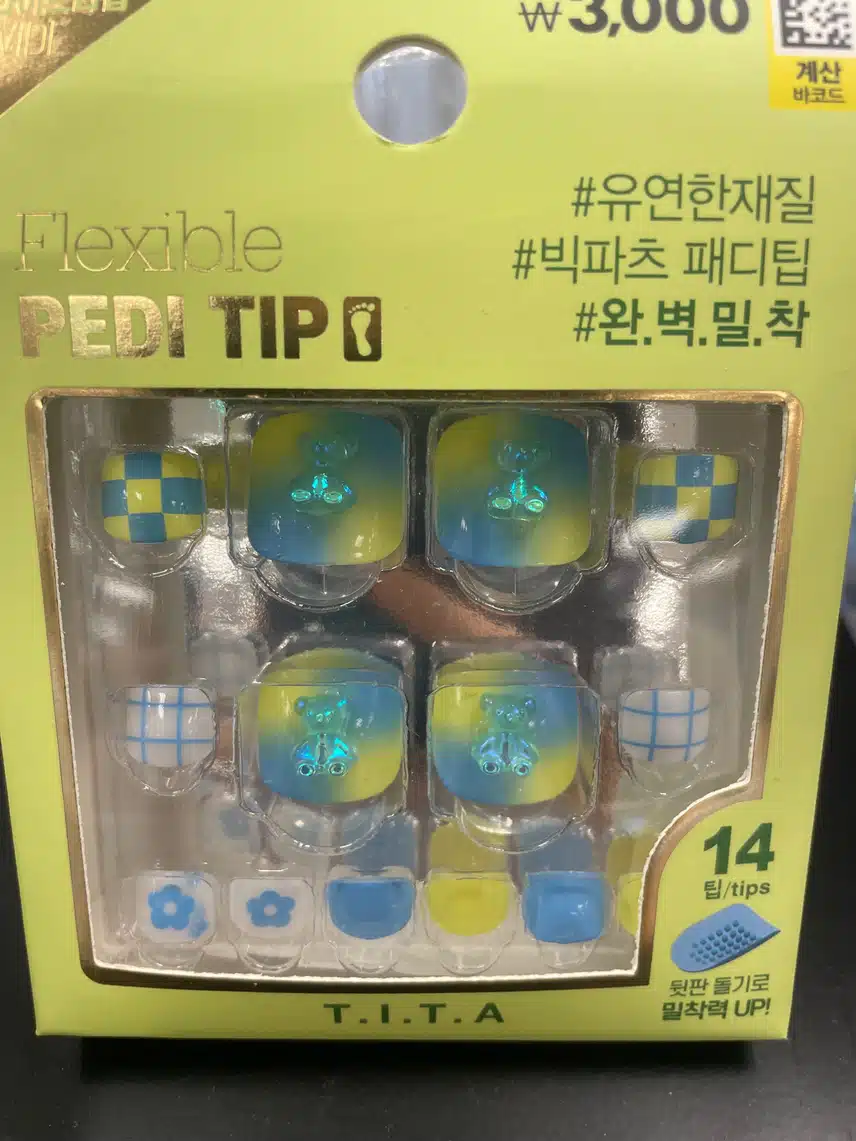 ₩3,000
계산
바코드
Flexible
PEDI TIP
#유연한재질
#빅파츠 패디팁
#완.벽.밀.착
14
팁/tips
뒷판 돌기로
밀착력 UP!
T.I.T.A